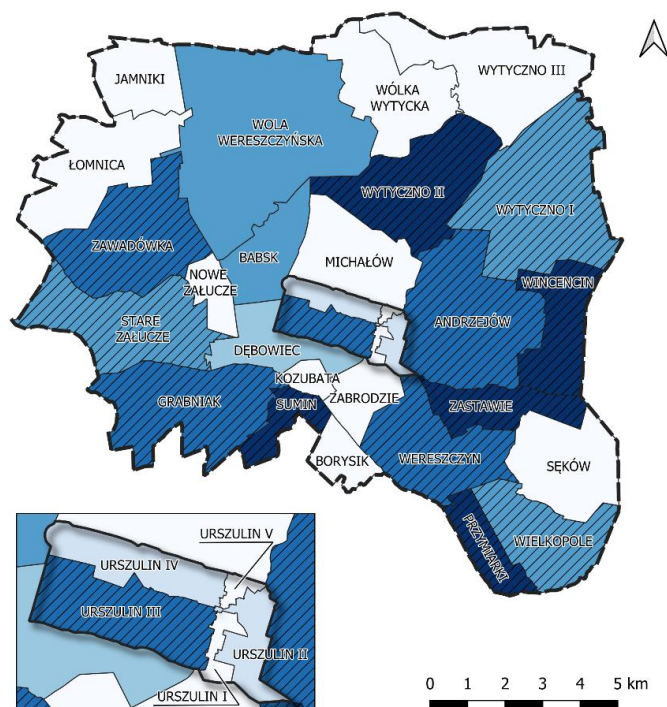 JAMNIKI
WYTYCZNO III
WÓLKA
WYTYCKA
WOLA
WERESZCZYŃSKA
ŁOMNICA
WYTYCZNO II
WYTYCZNO I
ZAWADÓWKA
BABSK
MICHAŁÓW
NOWE
ZAŁUCZE
WINCENCIN
STARE
ZAŁUCZE
ANDRZEJÓW
DĘBOWIEC
KOZUBATA
GRABNIAK
SUMIN
ZABRODZIE
ZASTAWIE
BORYSIK
WERESZCZYN
SĘKÓW
PRZYMIARKI
WIELKOPOLE
URSZULIN V
URSZULIN IV
URSZULIN III
URSZULIN II
URSZULIN I
0 1 2 3 4 5 km